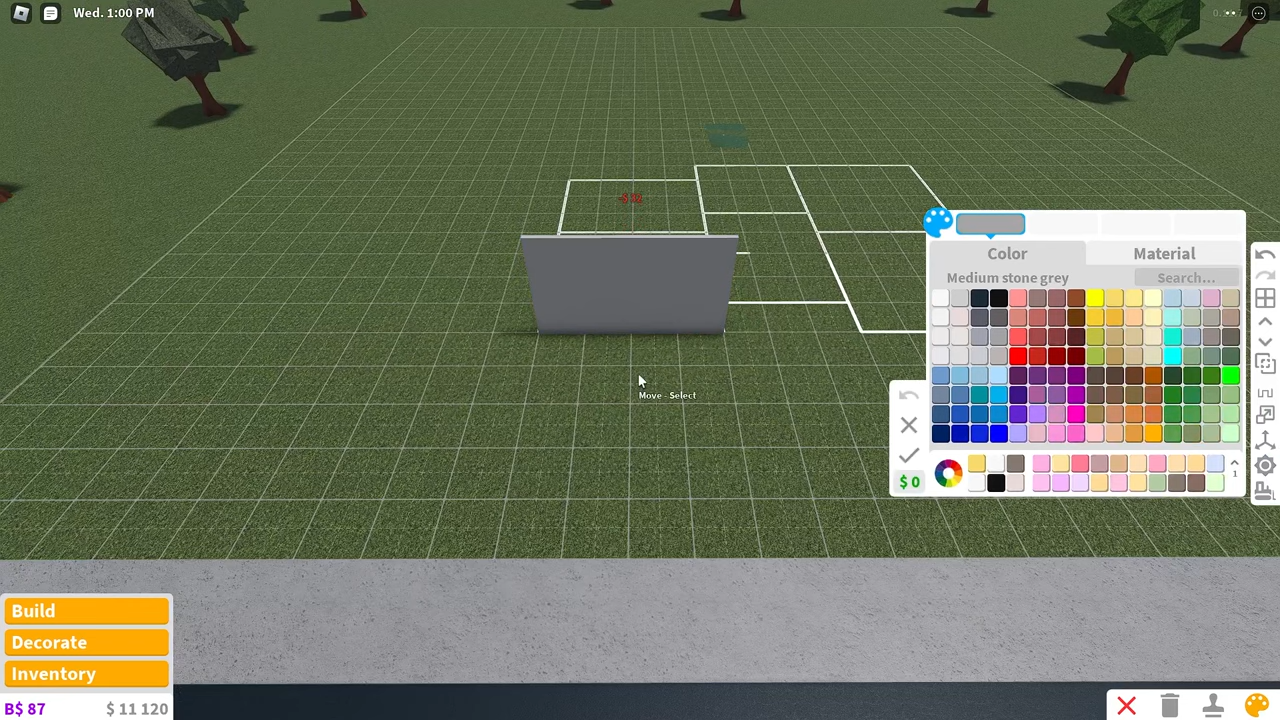 Wed. 1:00 PM
Move - Select
Color
Material
Medium stone grey
Search...
$ 0
1
Build
Decorate
Inventory
B$ 87
$ 11 120